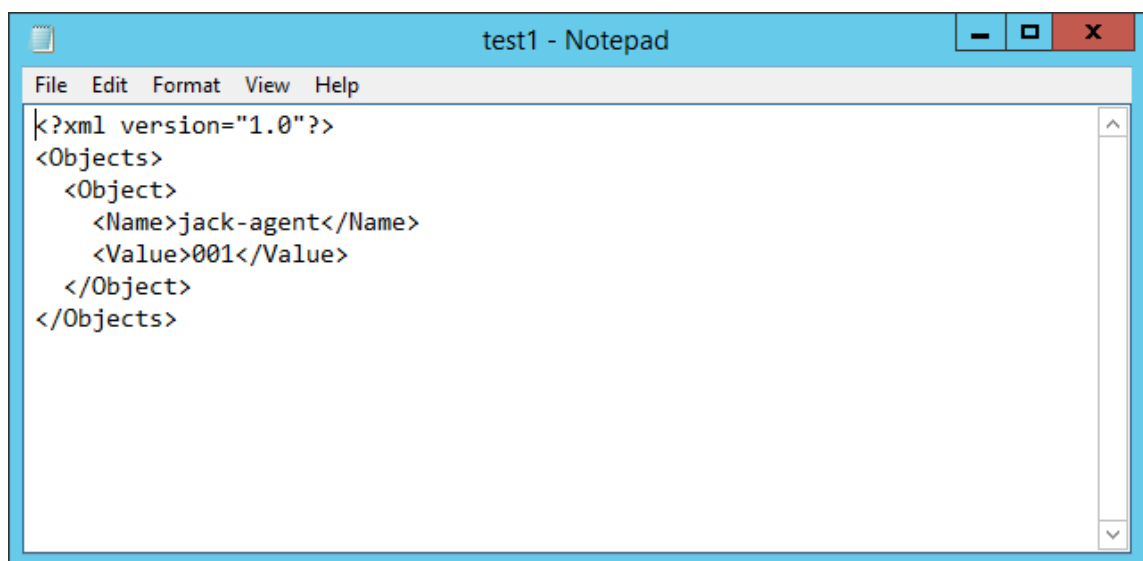 test1 - Notepad
File Edit Format View Help
<?xml version="1.0"?>
<Objects>
  <Object>
    <Name>jack-agent</Name>
    <Value>001</Value>
  </Object>
</Objects>